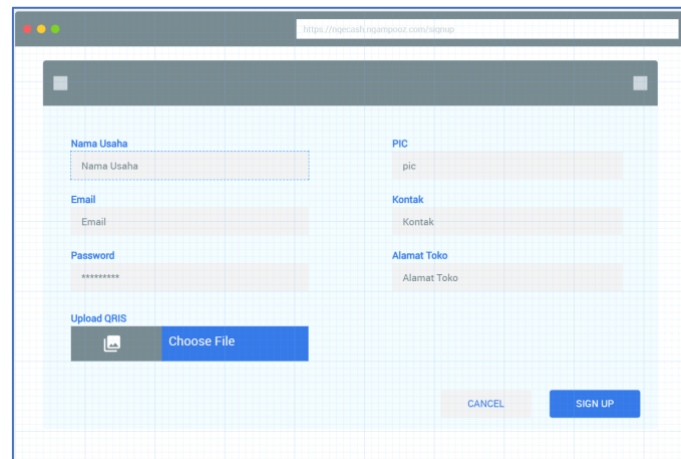 https://ngecash.ngampooz.com/signup
Nama Usaha
Nama Usaha
PIC
pic
Email
Email
Kontak
Kontak
Password
*********
Alamat Toko
Alamat Toko
Upload QRIS
Choose File
CANCEL
SIGN UP